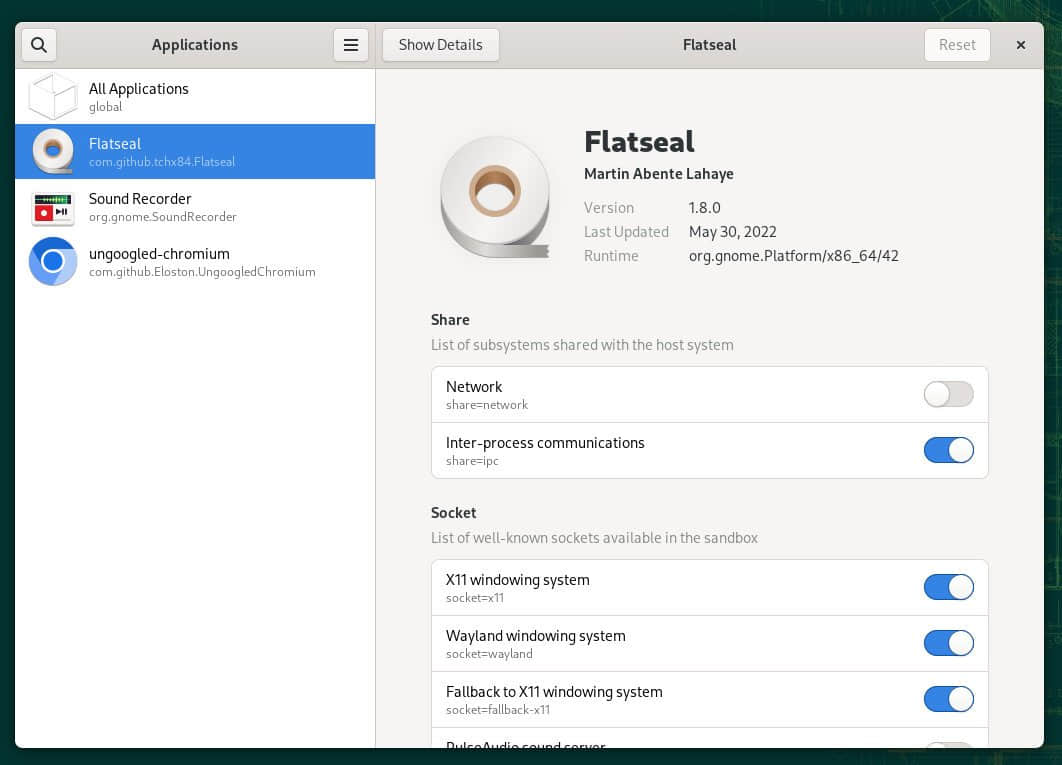 Applications
Show Details
Flatseal
Reset
All Applications
global
Flatseal
com.github.tchx84.Flatseal
Sound Recorder
org.gnome.SoundRecorder
ungoogled-chromium
com.github.Eloston.UngoogledChromium
Flatseal
Martin Abente Lahaye
Version 1.8.0
Last Updated May 30, 2022
Runtime org.gnome.Platform/x86_64/42
Share
List of subsystems shared with the host system
Network
share=network
Inter-process communications
share=ipc
Socket
List of well-known sockets available in the sandbox
X11 windowing system
socket=x11
Wayland windowing system
socket=wayland
Fallback to X11 windowing system
socket=fallback-x11
PulseAudio sound server